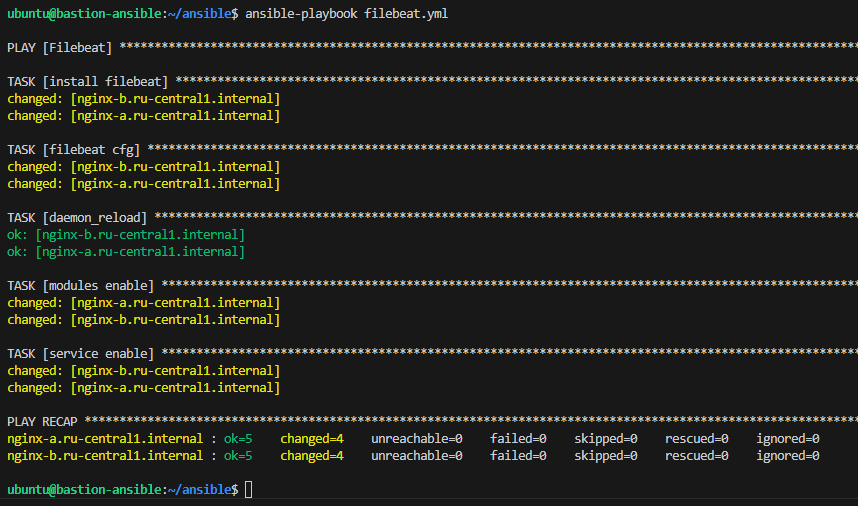 ubuntu@bastion-ansible:~/ansible$ ansible-playbook filebeat.yml
PLAY [Filebeat] **********************************************************************************************************
TASK [install filebeat] **************************************************************************************************
changed: [nginx-b.ru-central1.internal]
changed: [nginx-a.ru-central1.internal]
TASK [filebeat cfg] ******************************************************************************************************
changed: [nginx-b.ru-central1.internal]
changed: [nginx-a.ru-central1.internal]
TASK [daemon_reload] *****************************************************************************************************
ok: [nginx-b.ru-central1.internal]
ok: [nginx-a.ru-central1.internal]
TASK [modules enable] ****************************************************************************************************
changed: [nginx-a.ru-central1.internal]
changed: [nginx-b.ru-central1.internal]
TASK [service enable] ****************************************************************************************************
changed: [nginx-b.ru-central1.internal]
changed: [nginx-a.ru-central1.internal]
PLAY RECAP ***************************************************************************************************************
nginx-a.ru-central1.internal : ok=5    changed=4    unreachable=0    failed=0    skipped=0    rescued=0    ignored=0
nginx-b.ru-central1.internal : ok=5    changed=4    unreachable=0    failed=0    skipped=0    rescued=0    ignored=0
ubuntu@bastion-ansible:~/ansible$